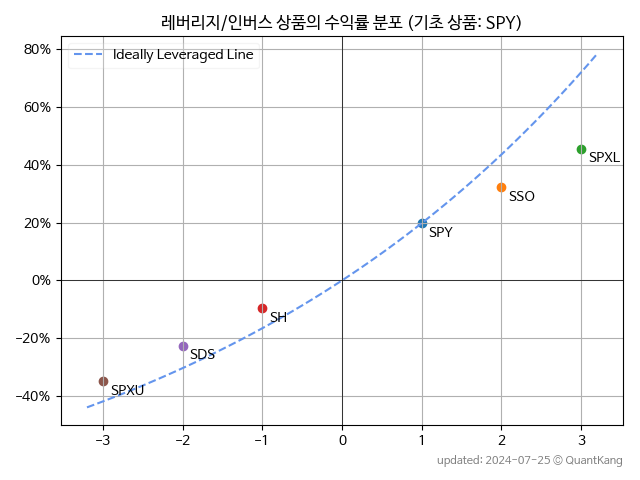 레버리지/인버스 상품의 수익률 분포 (기초 상품: SPY)
Ideally Leveraged Line
80%
60%
40%
20%
0%
-20%
-40%
SPXL
SSO
SPY
SH
SDS
SPXU
-3 -2 -1 0 1 2 3
updated: 2024-07-25 © QuantKang